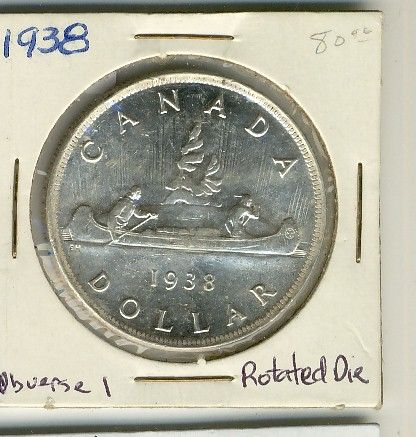 1938
80.00
CANADA
1938
DOLLAR
Obverse 1
Rotated Die